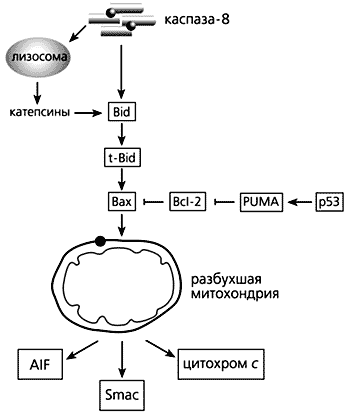 каспаза-8
лизосома
катепсины
Bid
t-Bid
Bax
Bcl-2
PUMA
p53
разбухшая
митохондрия
AIF
Smac
цитохром c